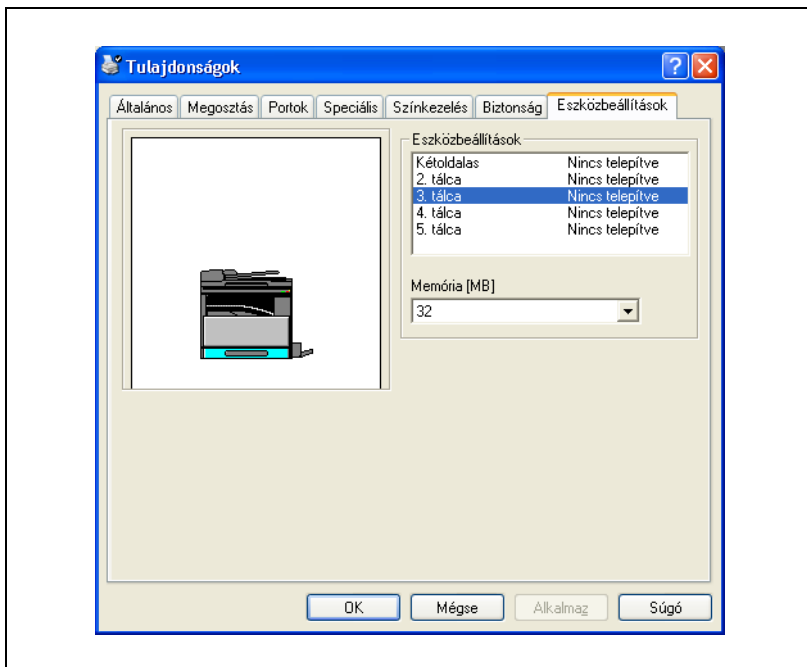 Tulajdonságok
Általános Megosztás Portok Speciális Színkezelés Biztonság Eszközbeállítások
Eszközbeállítások
Kétoldalas Nincs telepítve
2. tálca Nincs telepítve
3. tálca Nincs telepítve
4. tálca Nincs telepítve
5. tálca Nincs telepítve
Memória [MB]
32
OK Mégse Alkalmaz Súgó